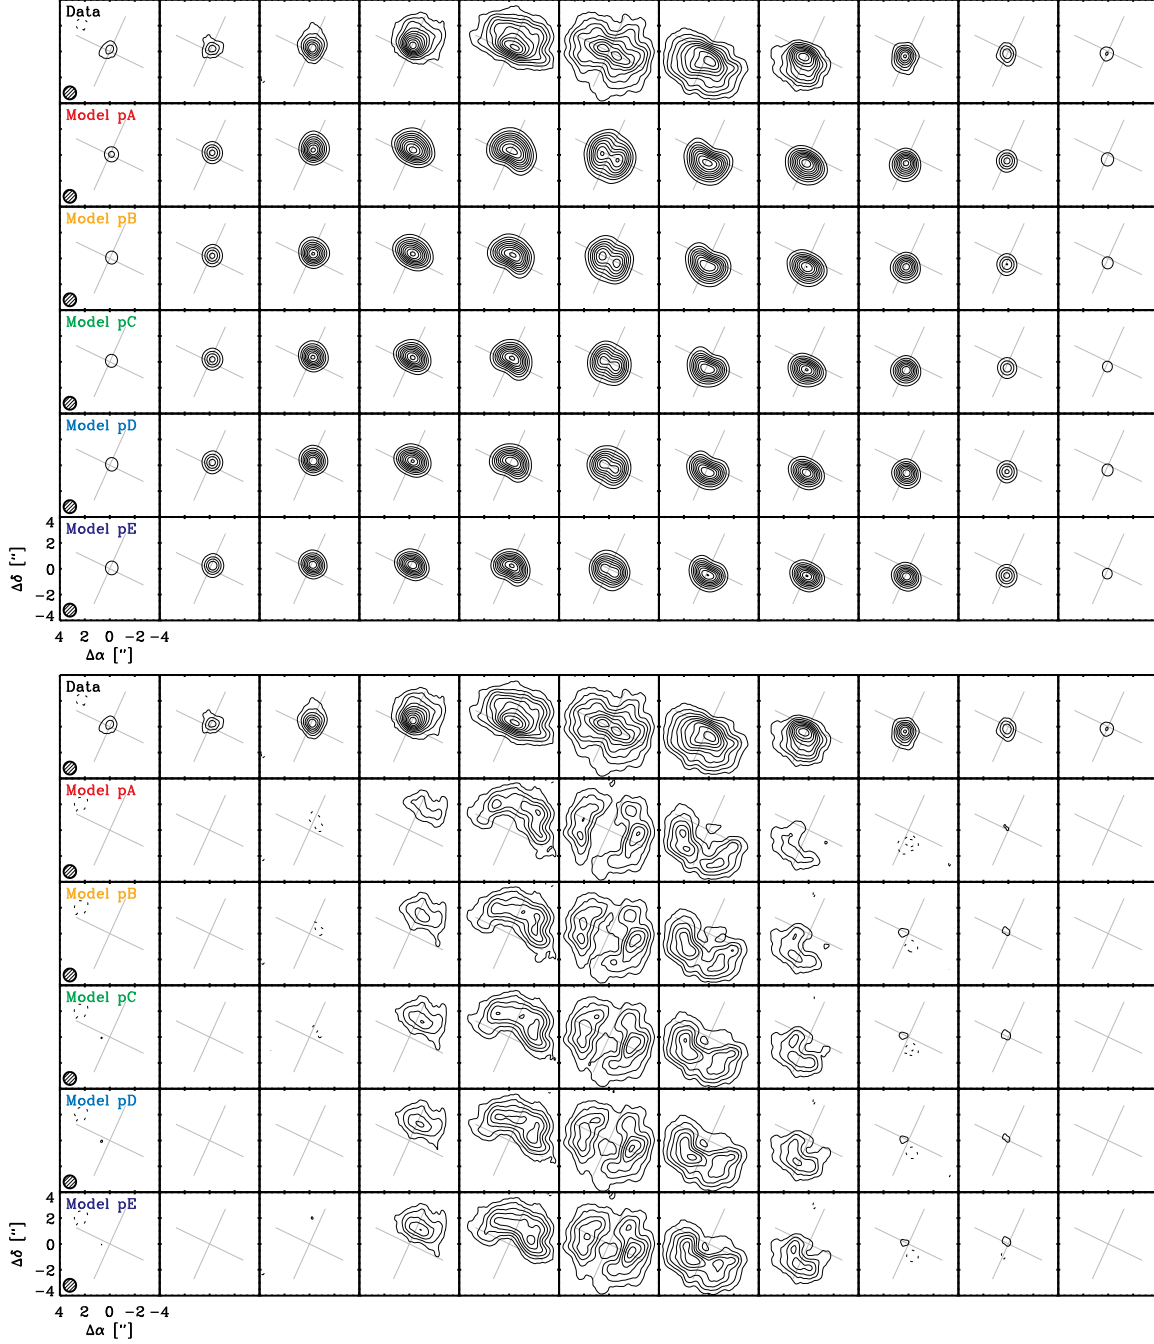 Data
Model pA
Model pB
Model pC
Model pD
Model pE
4
2
0
−2
−4
Δδ ["]
4 2 0 −2 −4
Δα ["]
Data
Model pA
Model pB
Model pC
Model pD
Model pE
4
2
0
−2
−4
Δδ ["]
4 2 0 −2 −4
Δα ["]